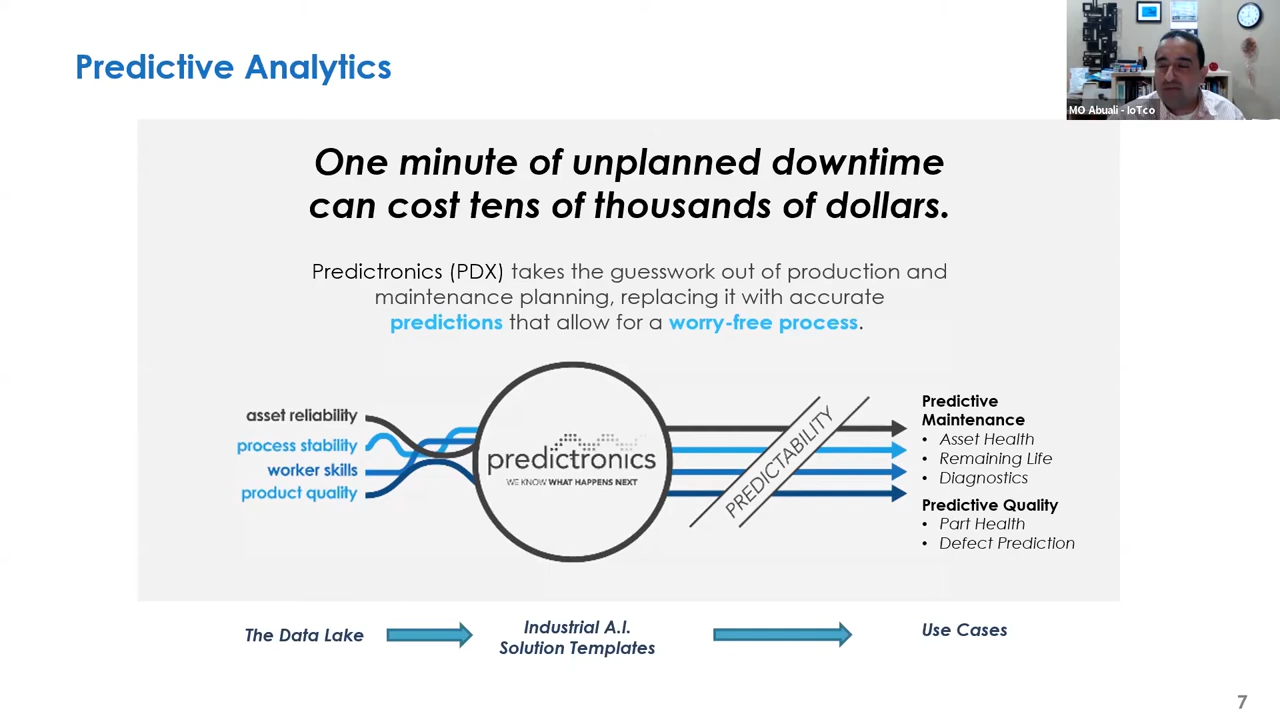 Predictive Analytics
MO Abuali - IoTco
One minute of unplanned downtime
can cost tens of thousands of dollars.
Predictronics (PDX) takes the guesswork out of production and
maintenance planning, replacing it with accurate
predictions that allow for a worry-free process.
asset reliability
process stability
worker skills
product quality
predictronics
WE KNOW WHAT HAPPENS NEXT
PREDICTABILITY
Predictive
Maintenance
• Asset Health
• Remaining Life
• Diagnostics
Predictive Quality
• Part Health
• Defect Prediction
The Data Lake
Industrial A.I.
Solution Templates
Use Cases
7